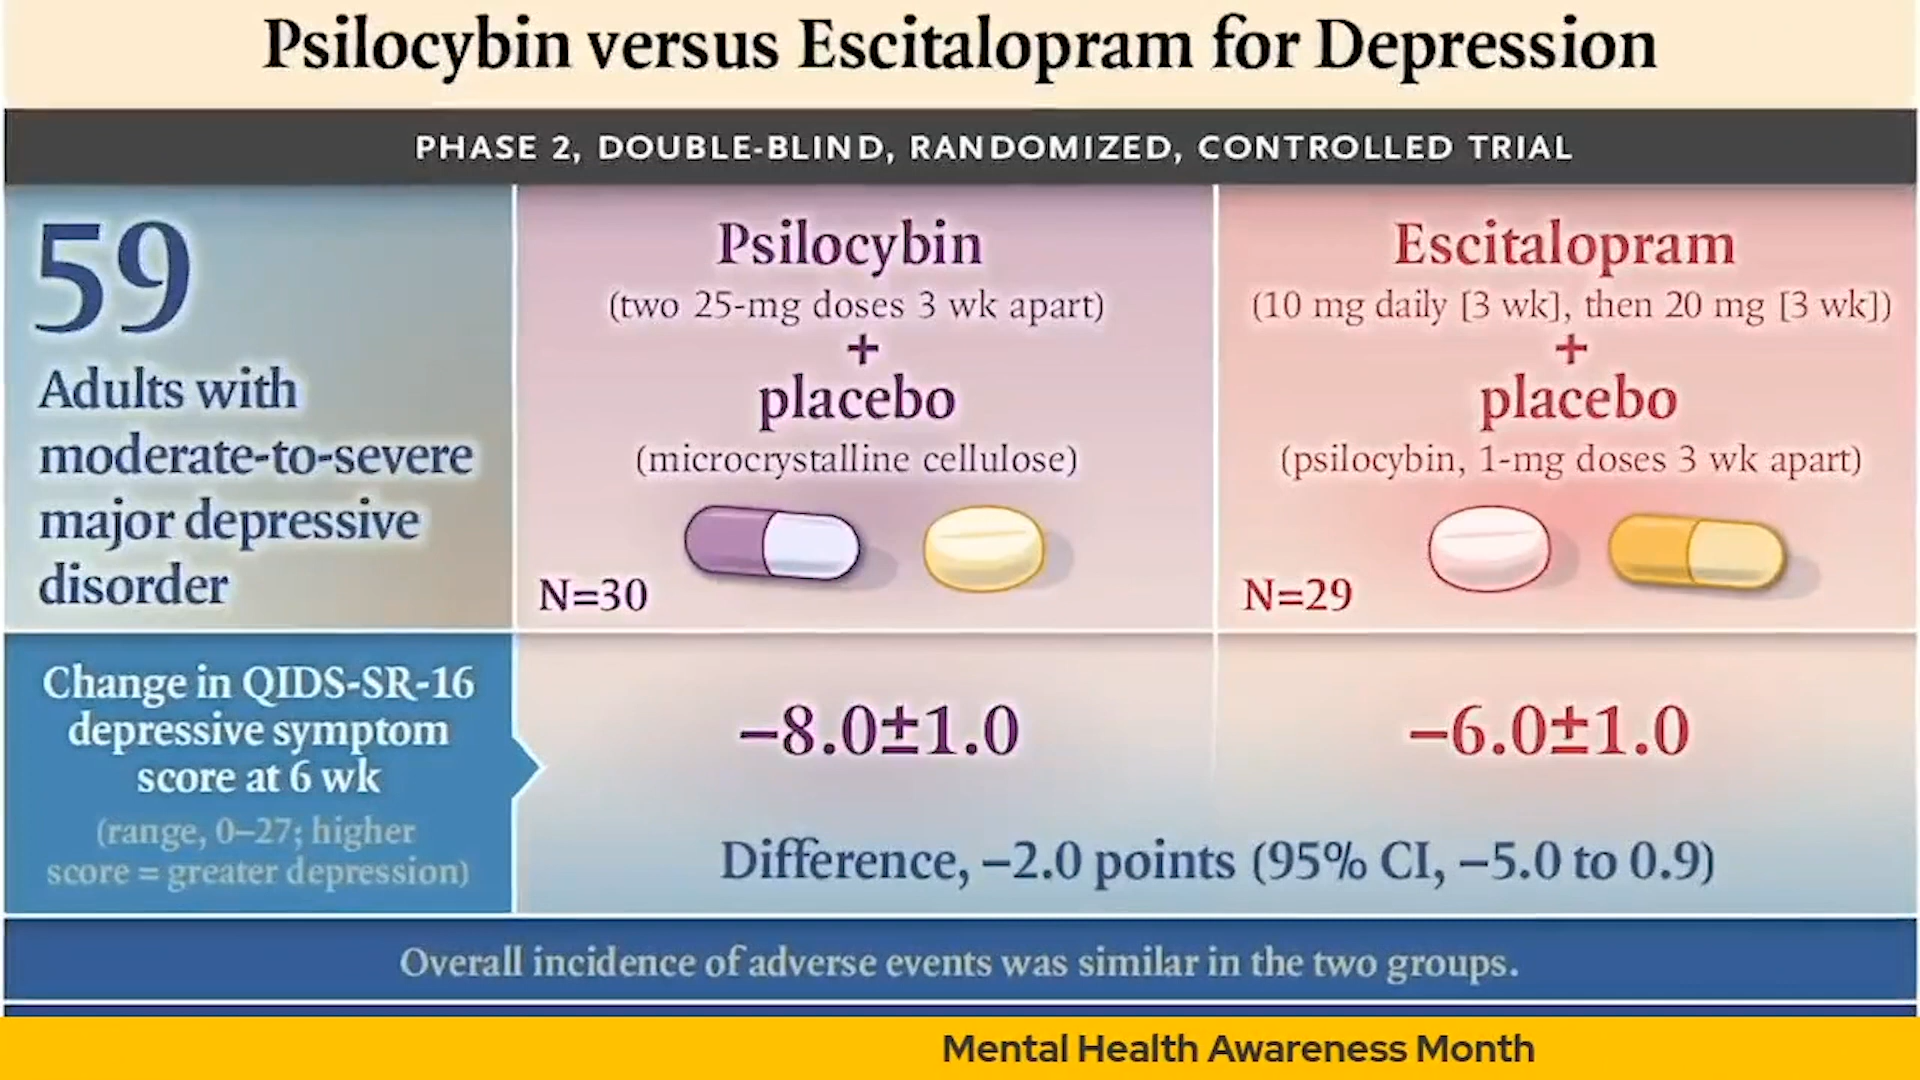 Psilocybin versus Escitalopram for Depression
PHASE 2, DOUBLE-BLIND, RANDOMIZED, CONTROLLED TRIAL
59
Adults with
moderate-to-severe
major depressive
disorder
Psilocybin
(two 25-mg doses 3 wk apart)
+
placebo
(microcrystalline cellulose)
N=30
Escitalopram
(10 mg daily [3 wk], then 20 mg [3 wk])
+
placebo
(psilocybin, 1-mg doses 3 wk apart)
N=29
Change in QIDS-SR-16
depressive symptom
score at 6 wk
(range, 0–27; higher
score = greater depression)
−8.0±1.0
−6.0±1.0
Difference, −2.0 points (95% CI, −5.0 to 0.9)
Overall incidence of adverse events was similar in the two groups.
Mental Health Awareness Month